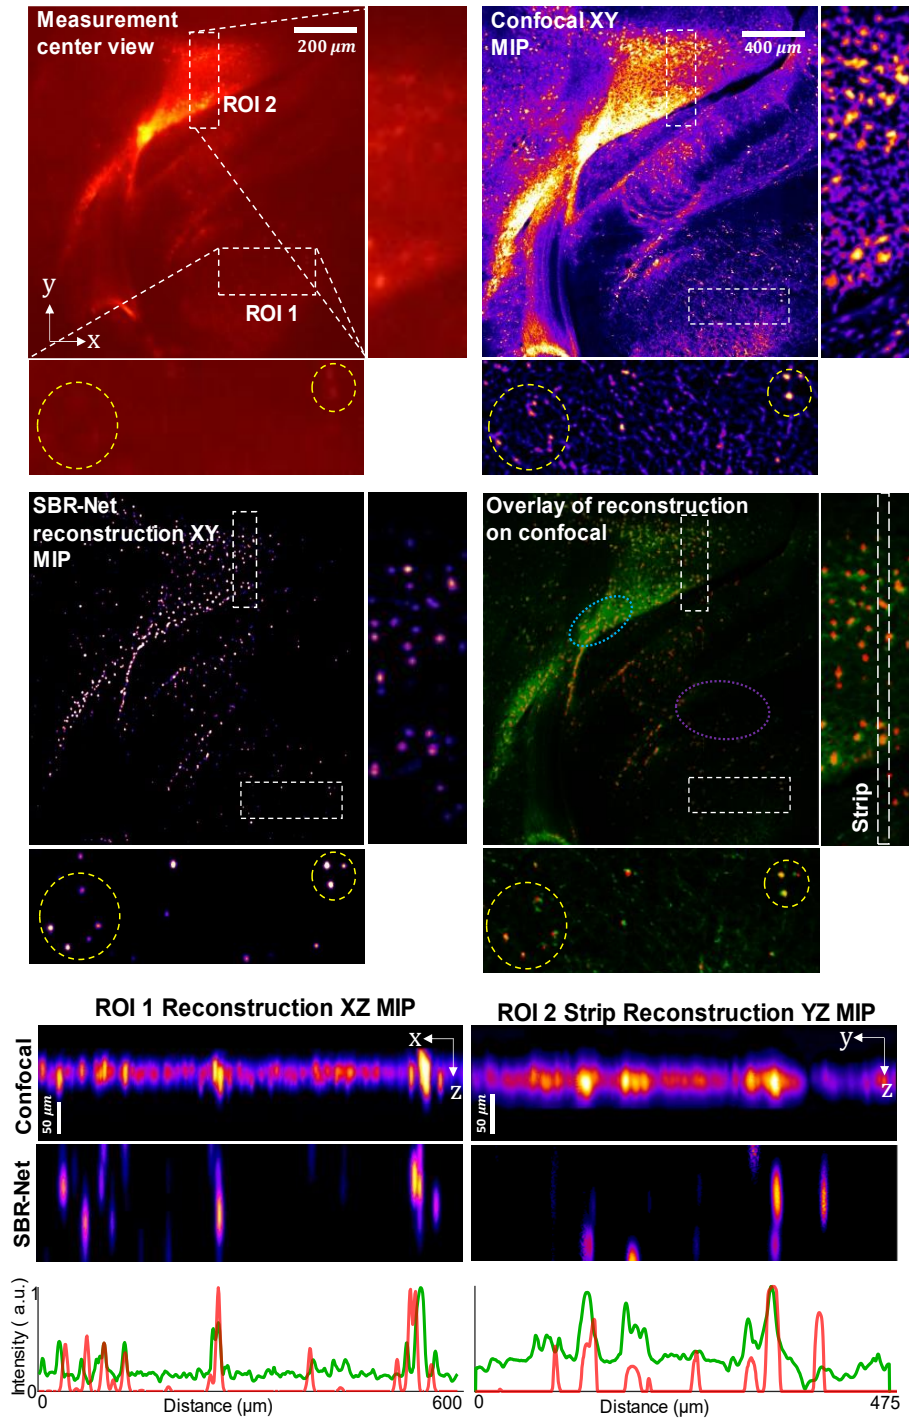 Measurement
center view
200 μm
ROI 2
ROI 1
y
x
Confocal XY
MIP
400 μm
SBR-Net
reconstruction XY
MIP
Overlay of reconstruction
on confocal
Strip
ROI 1 Reconstruction XZ MIP
ROI 2 Strip Reconstruction YZ MIP
Confocal
x
z
50 μm
y
z
50 μm
SBR-Net
Intensity ( a.u.)
1
0
0
Distance (μm)
600
0
Distance (μm)
475